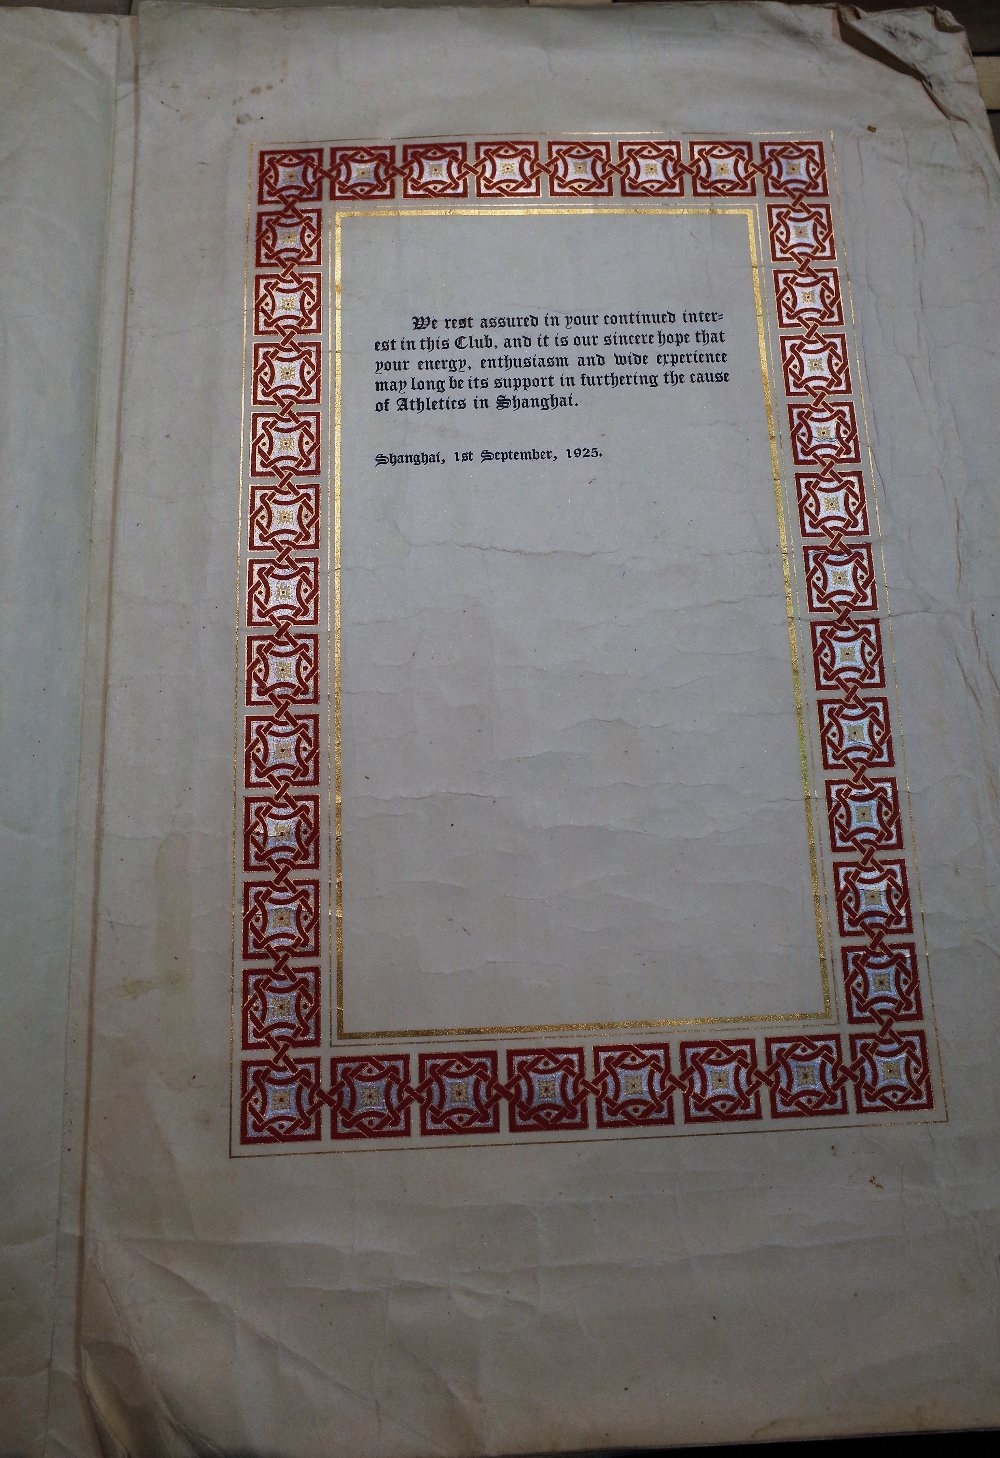 We rest assured in your continued inter-
est in this Club, and it is our sincere hope that
your energy, enthusiasm and wide experience
may long be its support in furthering the cause
of Athletics in Shanghai.
Shanghai, 1st September, 1925.